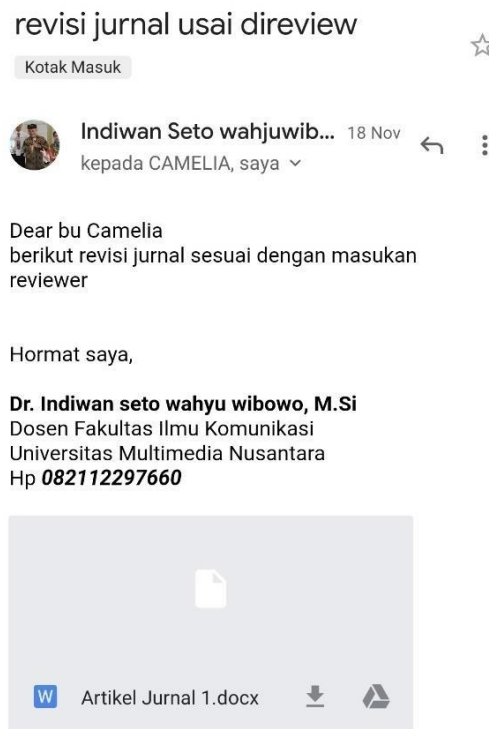 revisi jurnal usai direview
Kotak Masuk
Indiwan Seto wahjuwib... 18 Nov
kepada CAMELIA, saya
Dear bu Camelia
berikut revisi jurnal sesuai dengan masukan
reviewer
Hormat saya,
Dr. Indiwan seto wahyu wibowo, M.Si
Dosen Fakultas Ilmu Komunikasi
Universitas Multimedia Nusantara
Hp 082112297660
W Artikel Jurnal 1.docx